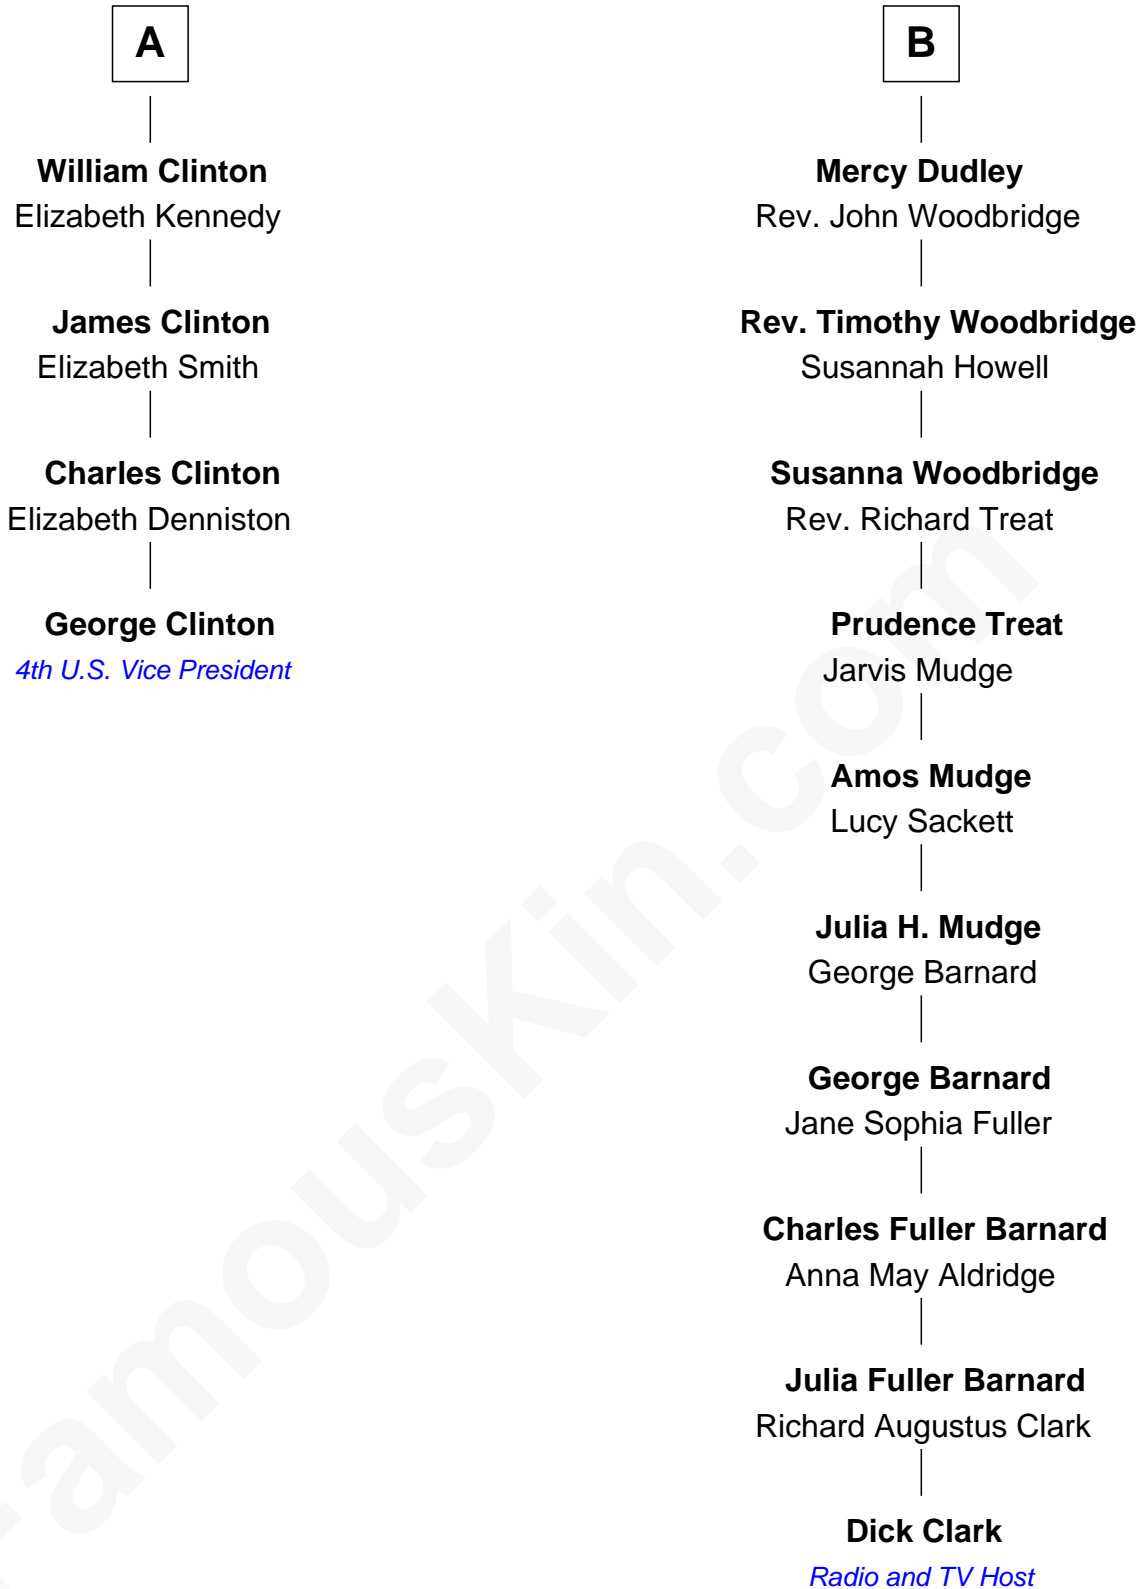 A
William Clinton
Elizabeth Kennedy
James Clinton
Elizabeth Smith
Charles Clinton
Elizabeth Denniston
George Clinton
4th U.S. Vice President
B
Mercy Dudley
Rev. John Woodbridge
Rev. Timothy Woodbridge
Susannah Howell
Susanna Woodbridge
Rev. Richard Treat
Prudence Treat
Jarvis Mudge
Amos Mudge
Lucy Sackett
Julia H. Mudge
George Barnard
George Barnard
Jane Sophia Fuller
Charles Fuller Barnard
Anna May Aldridge
Julia Fuller Barnard
Richard Augustus Clark
Dick Clark
Radio and TV Host
FamousKin.com